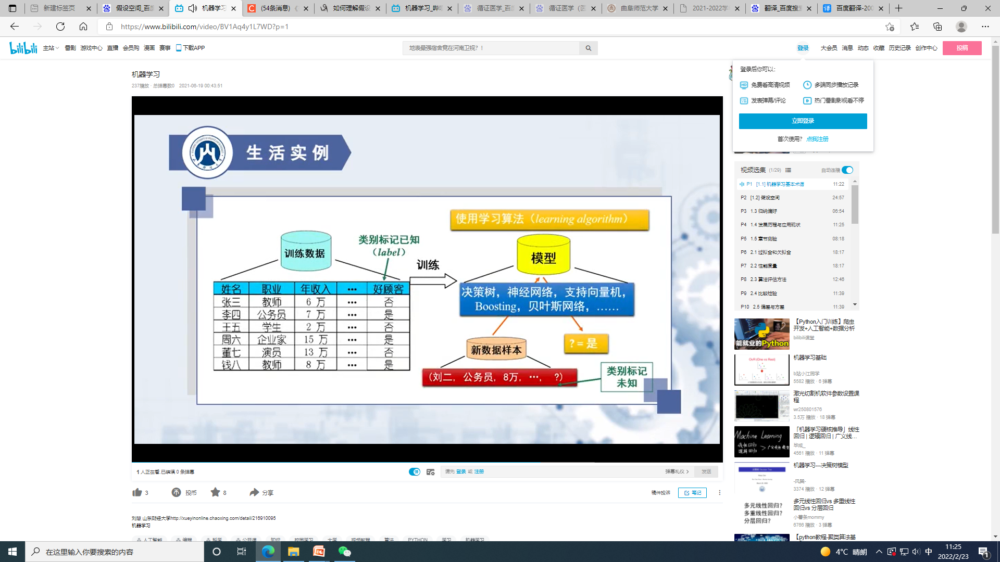 新建标签页
假设空间_百度
机器学习
(54条消息)
如何理解假设
机器学习_哔哩
循证医学_百度
循证医学（医
曲阜师范大学
2021-2022学
翻译_百度搜索
百度翻译-200
https://www.bilibili.com/video/BV1Aq4y1L7WD?p=1
bilibili 主站 番剧 游戏中心 直播 会员购 漫画 赛事 下载APP
地表最强宿舍竟在河南卫视？！
登录 大会员 消息 动态 收藏 历史记录 创作中心 投稿
登录后你可以：
免费看高清视频 多端同步播放记录
发表弹幕/评论 热门番剧影视看不停
立即登录
首次使用？ 点我注册
机器学习
237播放 · 总弹幕数0 2021-06-19 00:43:51
生活实例
使用学习算法（learning algorithm）
类别标记已知
（label）
训练数据
训练
模型
姓名 职业 年收入 ··· 好顾客
张三 教师 6 万 ··· 否
李四 公务员 7 万 ··· 是
王五 学生 2 万 ··· 否
周六 企业家 15 万 ··· 是
董七 演员 13 万 ··· 否
钱八 教师 8 万 ··· 是
决策树，神经网络，支持向量机，
Boosting，贝叶斯网络，……
? = 是
新数据样本
（刘二，公务员，8万，···， ?）
类别标记
未知
视频选集 (1/29) 自动连播
P1 [1.1] 机器学习基本术语 11:22
P2 [1.2] 假设空间 24:57
P3 1.3 归纳偏好 06:54
P4 1.4 发展历程与应用现状 11:25
P5 1.5 章节测验 08:18
P6 2.1 过拟合和欠拟合 18:17
P7 2.2 性能度量 18:17
P8 2.3 算法评估方法 12:46
P9 2.4 比较检验 11:39
P10 2.5 偏差与方差 11:39
能就业的Python
【Python入门训练】爬虫
开发+人工智能+数据分析
bilibili课堂
OvR (One vs Rest)
机器学习基础
b站小江同学
5582 播放 · 6 弹幕
激光切割机软件参数设置课
程
wr250801576
3.5万 播放 · 18 弹幕
Machine Learning
「机器学习硬核推导」线性
回归 | 逻辑回归 | 广义线...
毕成_
4561 播放 · 11 弹幕
机器学习---决策树模型
-风巽-
3374 播放 · 12 弹幕
多元线性回归?
多重线性回归?
分层回归?
多元线性回归vs 多重线性
回归vs 分层回归
小薯条mommy
6766 播放 · 3 弹幕
【python教程-聚类算法基
1 人正在看,已装填 0 条弹幕
弹
请先 登录 或 注册
弹幕礼仪
发送
3 投币 8 分享
稿件投诉 笔记
刘慧 山东财经大学http://xueyinonline.chaoxing.com/detail/216910095
机器学习
人工智能 编程 科学 公开课 知识 校园学习 大学 视频教程 算法 PYTHON 学习 机器学习
在这里输入你要搜索的内容
4°C 晴朗
中
11:25
2022/2/23
1